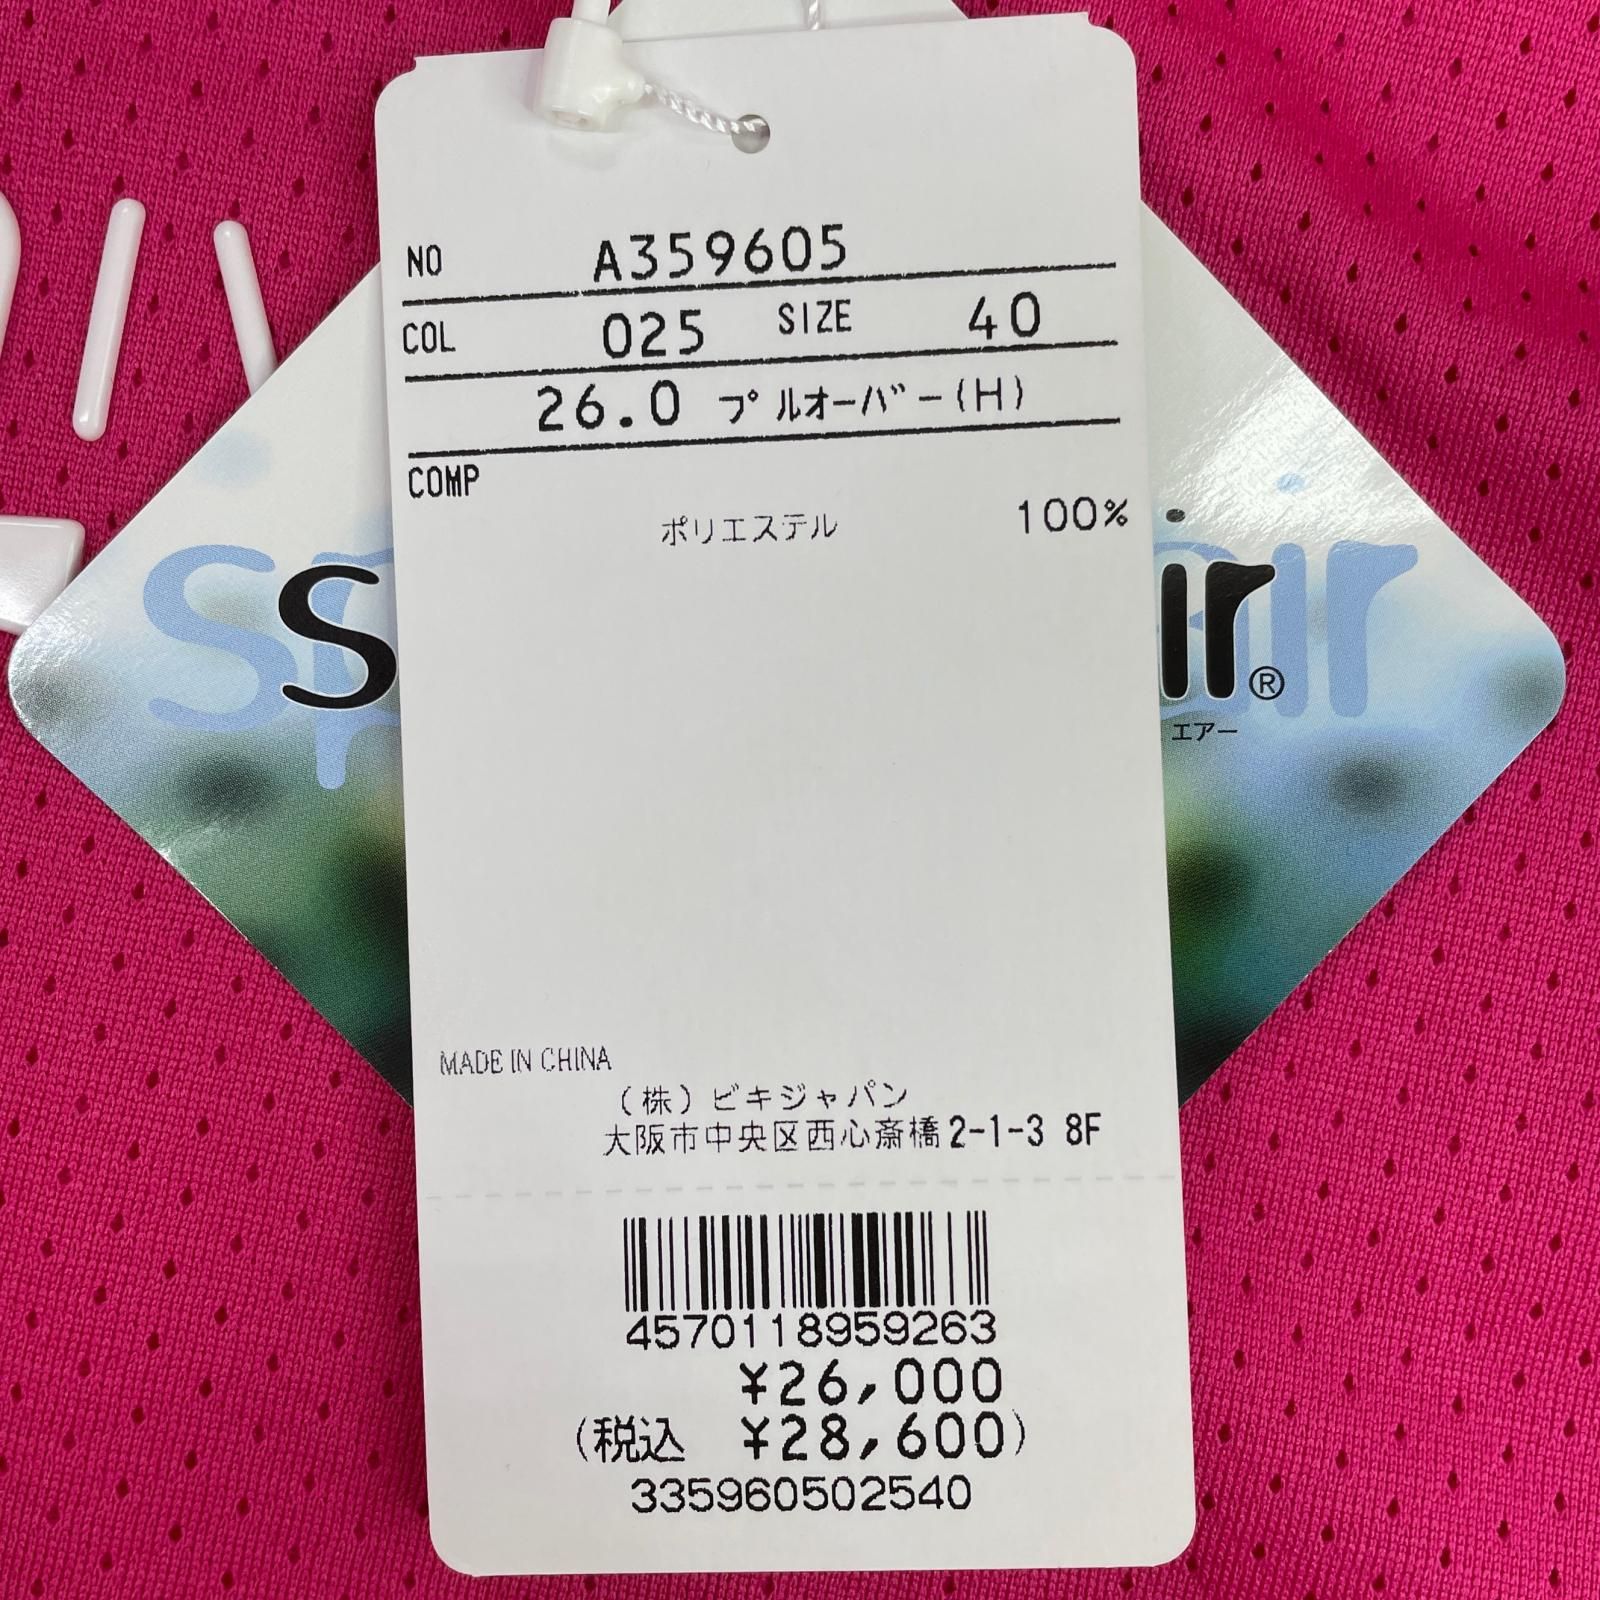 NO A359605
COL 025 SIZE 40
26.0 プルオーバー(H)
COMP
ポリエステル 100%
ir®
エアー
MADE IN CHINA
(株)ビキジャパン
大阪市中央区西心斎橋2-1-3 8F
4570118959263
¥26,000
(税込 ¥28,600)
335960502540